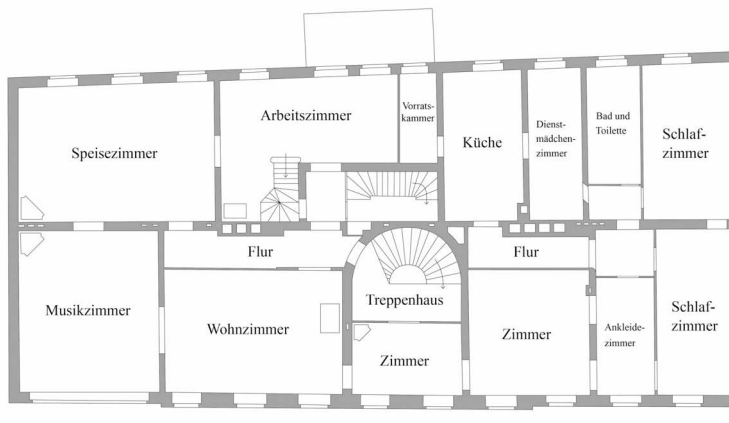 Speisezimmer
Arbeitszimmer
Vorrats-
kammer
Küche
Dienst-
mädchen-
zimmer
Bad und
Toilette
Schlaf-
zimmer
Flur
Flur
Musikzimmer
Wohnzimmer
Treppenhaus
Zimmer
Zimmer
Ankleide-
zimmer
Schlaf-
zimmer